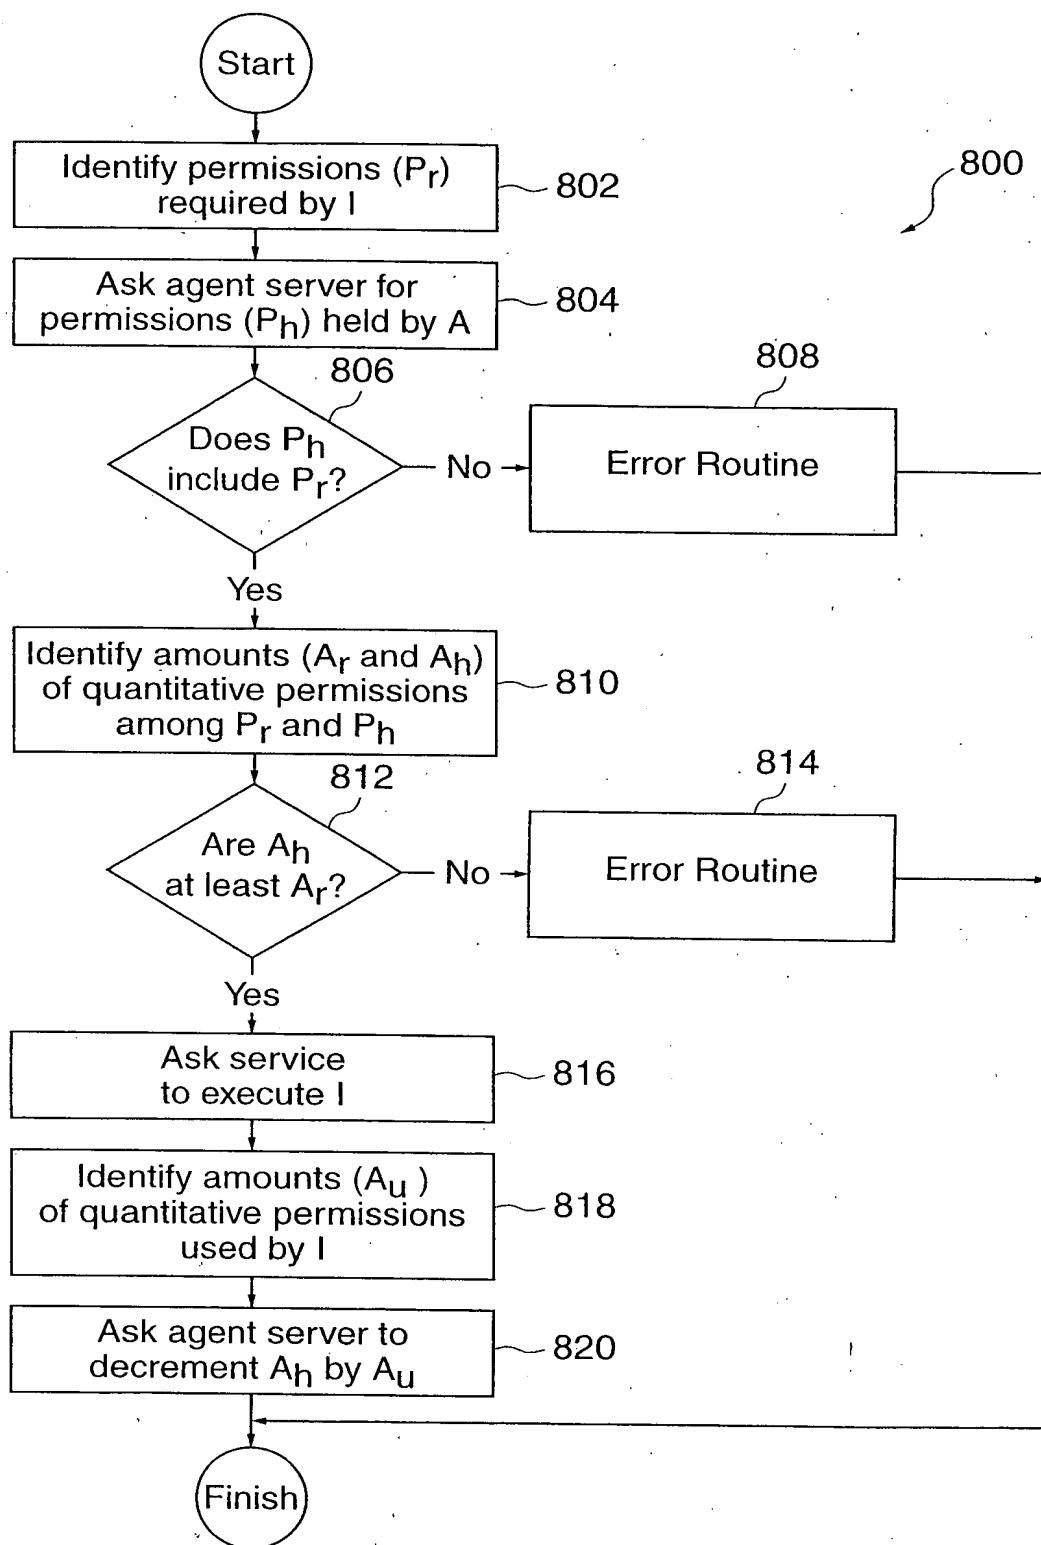 Start
Identify permissions (Pr)
required by I
802
800
Ask agent server for
permissions (Ph) held by A
804
806
Does Ph
include Pr?
No
808
Error Routine
Yes
Identify amounts (Ar and Ah)
of quantitative permissions
among Pr and Ph
810
812
Are Ah
at least Ar?
No
814
Error Routine
Yes
Ask service
to execute I
816
Identify amounts (Au )
of quantitative permissions
used by I
818
Ask agent server to
decrement Ah by Au
820
Finish